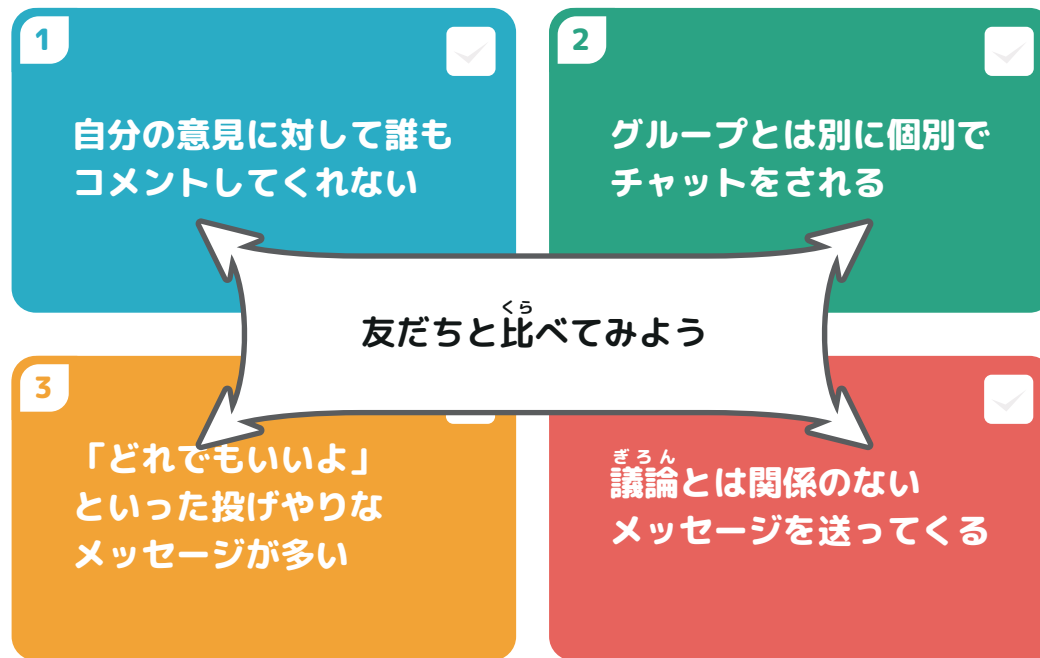 1
自分の意見に対して誰も
コメントしてくれない
2
グループとは別に個別で
チャットをされる
くら
友だちと比べてみよう
3
「どれでもいいよ」
といった投げやりな
メッセージが多い
ぎろん
議論とは関係のない
メッセージを送ってくる